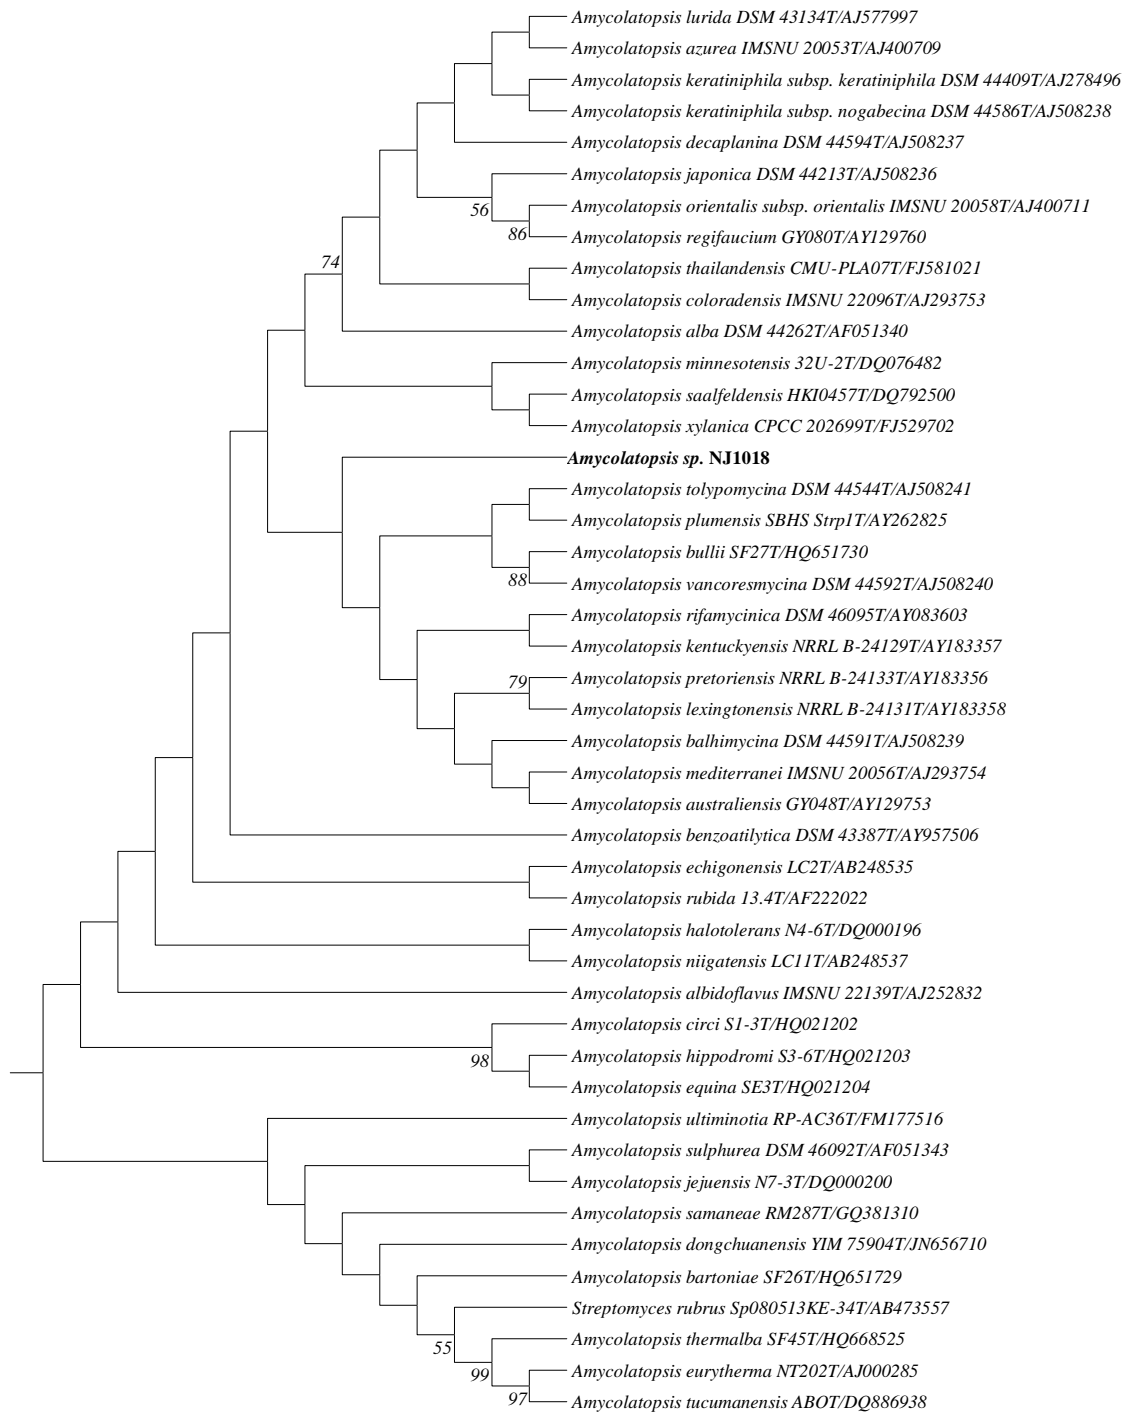 Amycolatopsis lurida DSM 43134T/AJ577997
Amycolatopsis azurea IMSNU 20053T/AJ400709
Amycolatopsis keratiniphila subsp. keratiniphila DSM 44409T/AJ278496
Amycolatopsis keratiniphila subsp. nogabecina DSM 44586T/AJ508238
Amycolatopsis decaplanina DSM 44594T/AJ508237
Amycolatopsis japonica DSM 44213T/AJ508236
56
Amycolatopsis orientalis subsp. orientalis IMSNU 20058T/AJ400711
86
Amycolatopsis regifaucium GY080T/AY129760
74
Amycolatopsis thailandensis CMU-PLA07T/FJ581021
Amycolatopsis coloradensis IMSNU 22096T/AJ293753
Amycolatopsis alba DSM 44262T/AF051340
Amycolatopsis minnesotensis 32U-2T/DQ076482
Amycolatopsis saalfeldensis HKI0457T/DQ792500
Amycolatopsis xylanica CPCC 202699T/FJ529702
Amycolatopsis sp. NJ1018
Amycolatopsis tolypomycina DSM 44544T/AJ508241
Amycolatopsis plumensis SBHS Strp1T/AY262825
Amycolatopsis bullii SF27T/HQ651730
88
Amycolatopsis vancoresmycina DSM 44592T/AJ508240
Amycolatopsis rifamycinica DSM 46095T/AY083603
Amycolatopsis kentuckyensis NRRL B-24129T/AY183357
79
Amycolatopsis pretoriensis NRRL B-24133T/AY183356
Amycolatopsis lexingtonensis NRRL B-24131T/AY183358
Amycolatopsis balhimycina DSM 44591T/AJ508239
Amycolatopsis mediterranei IMSNU 20056T/AJ293754
Amycolatopsis australiensis GY048T/AY129753
Amycolatopsis benzoatilytica DSM 43387T/AY957506
Amycolatopsis echigonensis LC2T/AB248535
Amycolatopsis rubida 13.4T/AF222022
Amycolatopsis halotolerans N4-6T/DQ000196
Amycolatopsis niigatensis LC11T/AB248537
Amycolatopsis albidoflavus IMSNU 22139T/AJ252832
Amycolatopsis circi S1-3T/HQ021202
98
Amycolatopsis hippodromi S3-6T/HQ021203
Amycolatopsis equina SE3T/HQ021204
Amycolatopsis ultiminotia RP-AC36T/FM177516
Amycolatopsis sulphurea DSM 46092T/AF051343
Amycolatopsis jejuensis N7-3T/DQ000200
Amycolatopsis samaneae RM287T/GQ381310
Amycolatopsis dongchuanensis YIM 75904T/JN656710
Amycolatopsis bartoniae SF26T/HQ651729
Streptomyces rubrus Sp080513KE-34T/AB473557
55
Amycolatopsis thermalba SF45T/HQ668525
99
Amycolatopsis eurytherma NT202T/AJ000285
97
Amycolatopsis tucumanensis ABOT/DQ886938